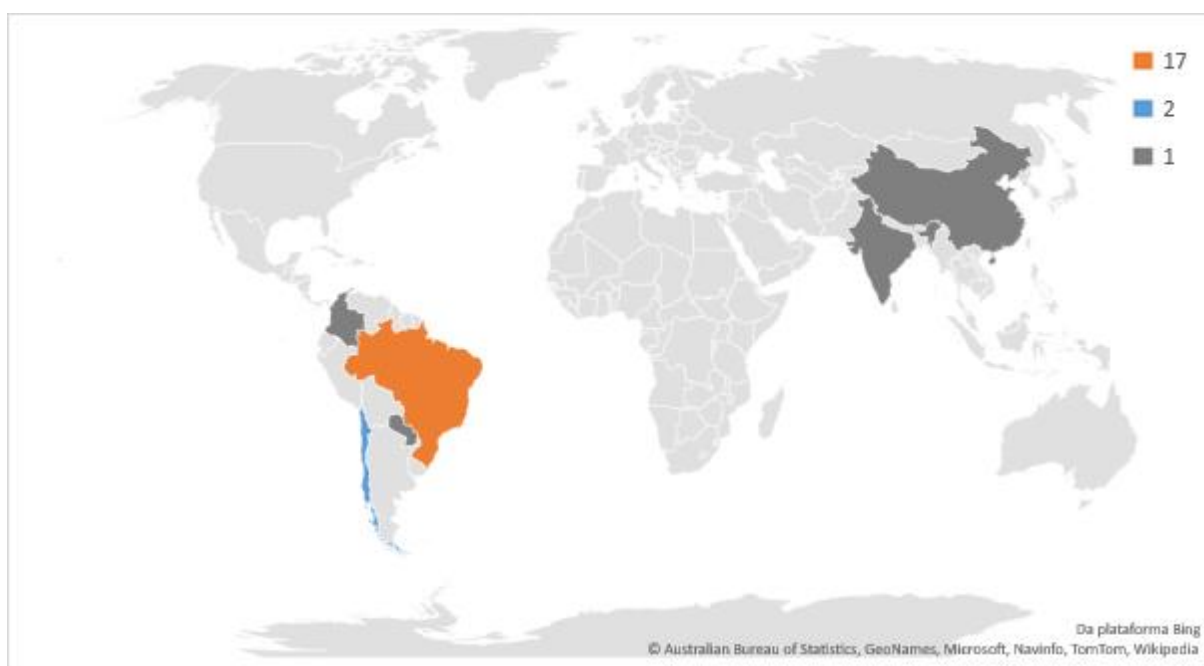 17
2
1
Da plataforma Bing
© Australian Bureau of Statistics, GeoNames, Microsoft, Navinfo, TomTom, Wikipedia